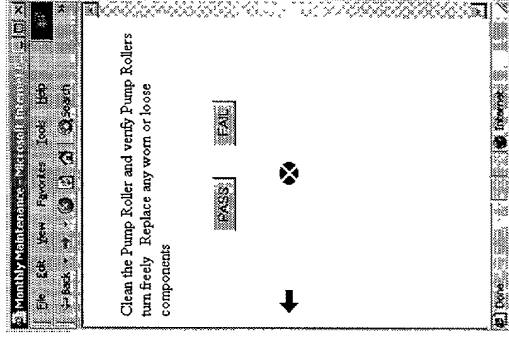 Monthly Maintenance - Microsoft Internet
File Edit View Favorites Tools Help
Back Search
Clean the Pump Roller and verify Pump Rollers
turn freely Replace any worn or loose
components
PASS FAIL
Done Internet